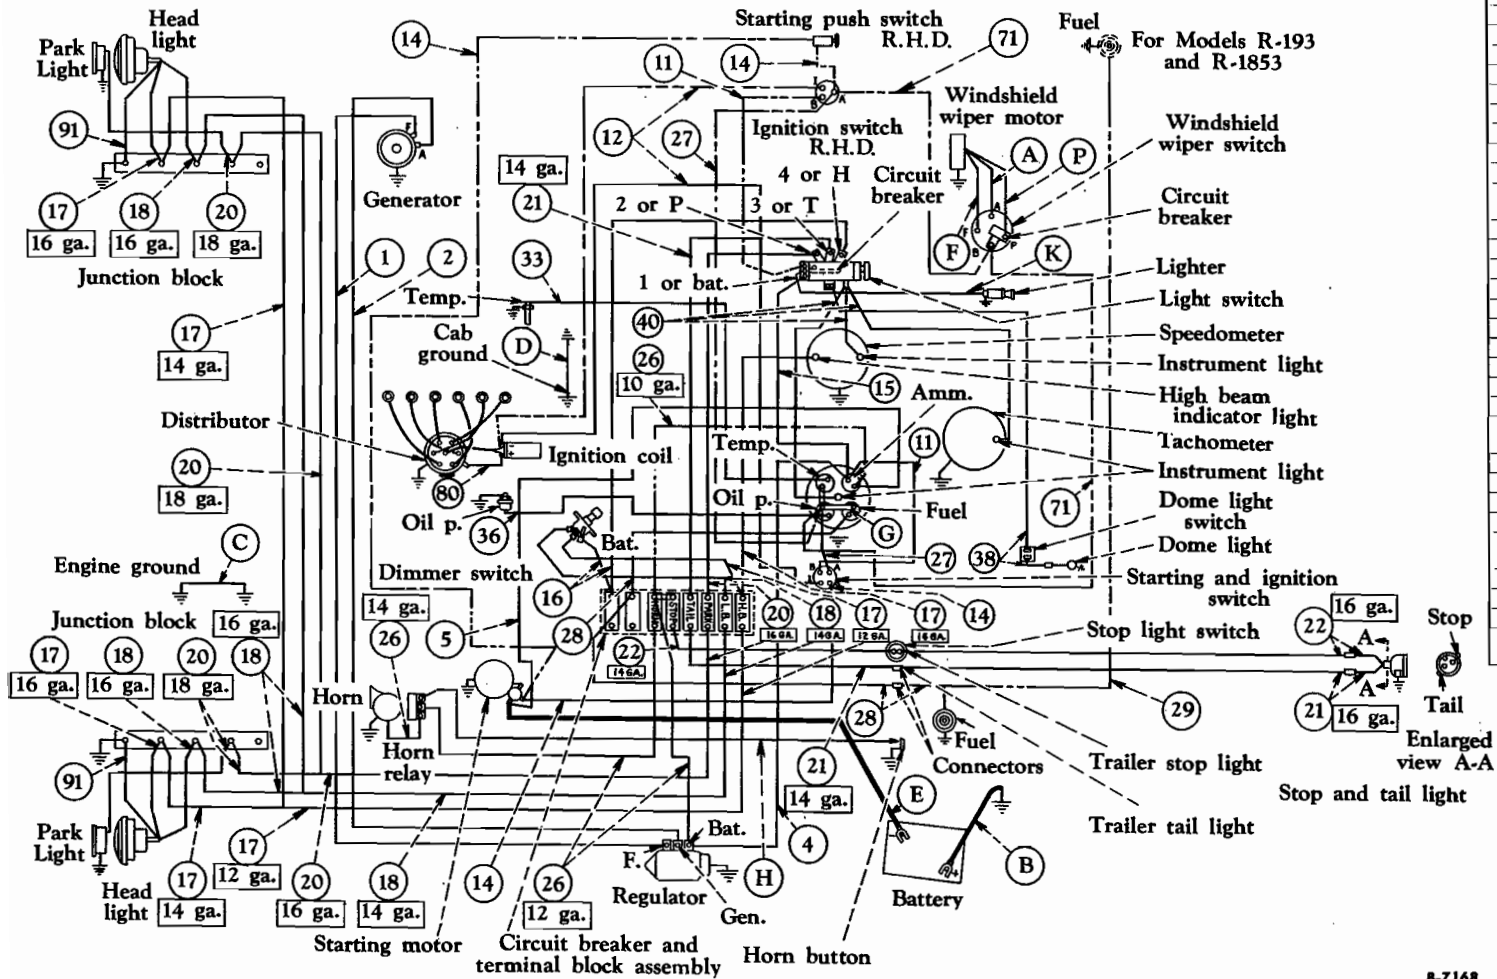 Head
light
Park
Light
91
17
16 ga.
18
16 ga.
20
18 ga.
Junction block
17
14 ga.
Distributor
20
18 ga.
C
Engine ground
Junction block
16 ga.
17
16 ga.
18
16 ga.
20
18 ga.
18
91
Park
Light
Head
light
17
14 ga.
17
12 ga.
20
16 ga.
18
14 ga.
Starting motor
14
F
A
Generator
1
2
Temp.
33
Cab
ground
D
Ignition coil
80
Oil p.
36
Bat.
Dimmer switch
14 ga.
26
5
16
28
Horn
Horn
relay
14
Circuit breaker and
terminal block assembly
26
12 ga.
F.
Bat.
Regulator
Gen.
H
4
Horn button
Starting push switch
R.H.D.
11
14
71
I
B
A
12
27
Ignition switch
R.H.D.
14 ga.
21
4 or H
Circuit
breaker
2 or P
3 or T
1 or bat.
40
26
10 ga.
15
Amm.
Temp.
11
Oil p.
Fuel
G
27
38
B
A
TAIL
L.B.
H.B.
22
14GA.
20
16 GA.
18
14GA.
17
12 GA.
17
16 GA.
14
Fuel
For Models R-193
and R-1853
Windshield
wiper motor
A
P
Windshield
wiper switch
A
F
B
P
F
K
Circuit
breaker
Lighter
Light switch
Speedometer
Instrument light
High beam
indicator light
Tachometer
Instrument light
71
Dome light
switch
Dome light
Starting and ignition
switch
Stop light switch
16 ga.
22
A
A
21
16 ga.
Stop
Tail
Enlarged
view A-A
Stop and tail light
29
28
Fuel
Connectors
21
14 ga.
E
Trailer stop light
Trailer tail light
B
Battery
B-7168